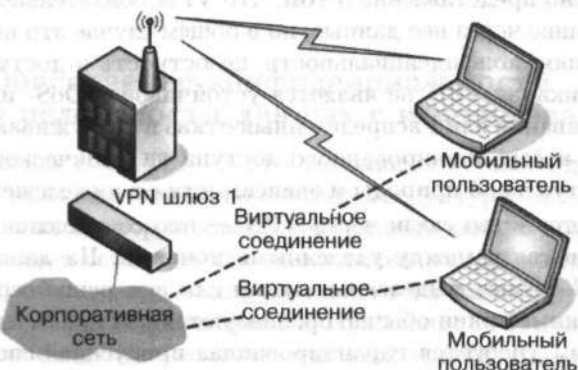 Мобильный
пользователь
VPN шлюз 1
Виртуальное
соединение
Корпоративная
сеть
Виртуальное
соединение
Мобильный
пользователь